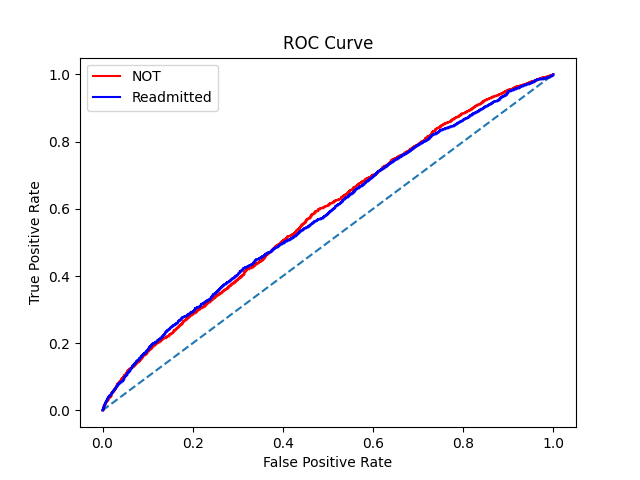 ROC Curve
NOT
Readmitted
True Positive Rate
1.0
0.8
0.6
0.4
0.2
0.0
0.0 0.2 0.4 0.6 0.8 1.0
False Positive Rate